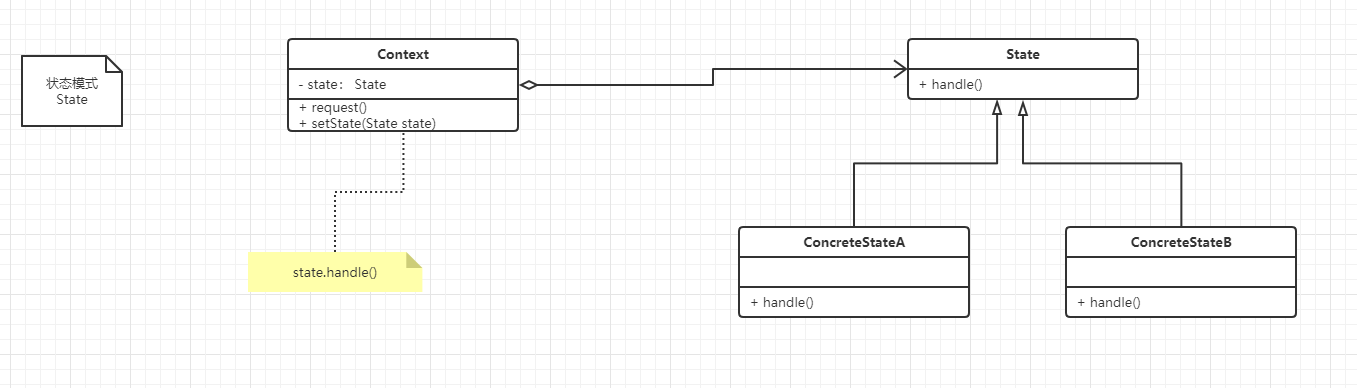 状态模式
State
Context
- state： State
+ request()
+ setState(State state)
state.handle()
State
+ handle()
ConcreteStateA
+ handle()
ConcreteStateB
+ handle()